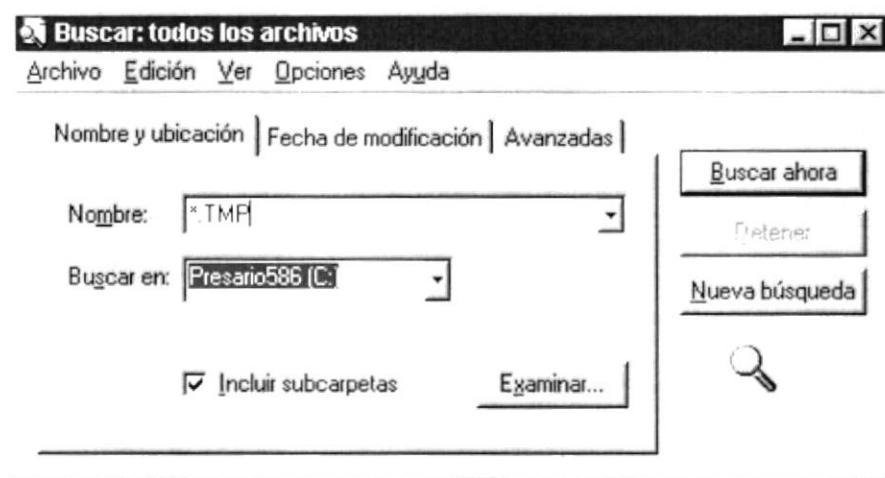 Buscar: todos los archivos
Archivo Edición Ver Opciones Ayuda
Nombre y ubicación Fecha de modificación Avanzadas
Buscar ahora
Nombre: *.TMP
Detener
Buscar en: Presario586 (C:)
Nueva búsqueda
Incluir subcarpetas Examinar...